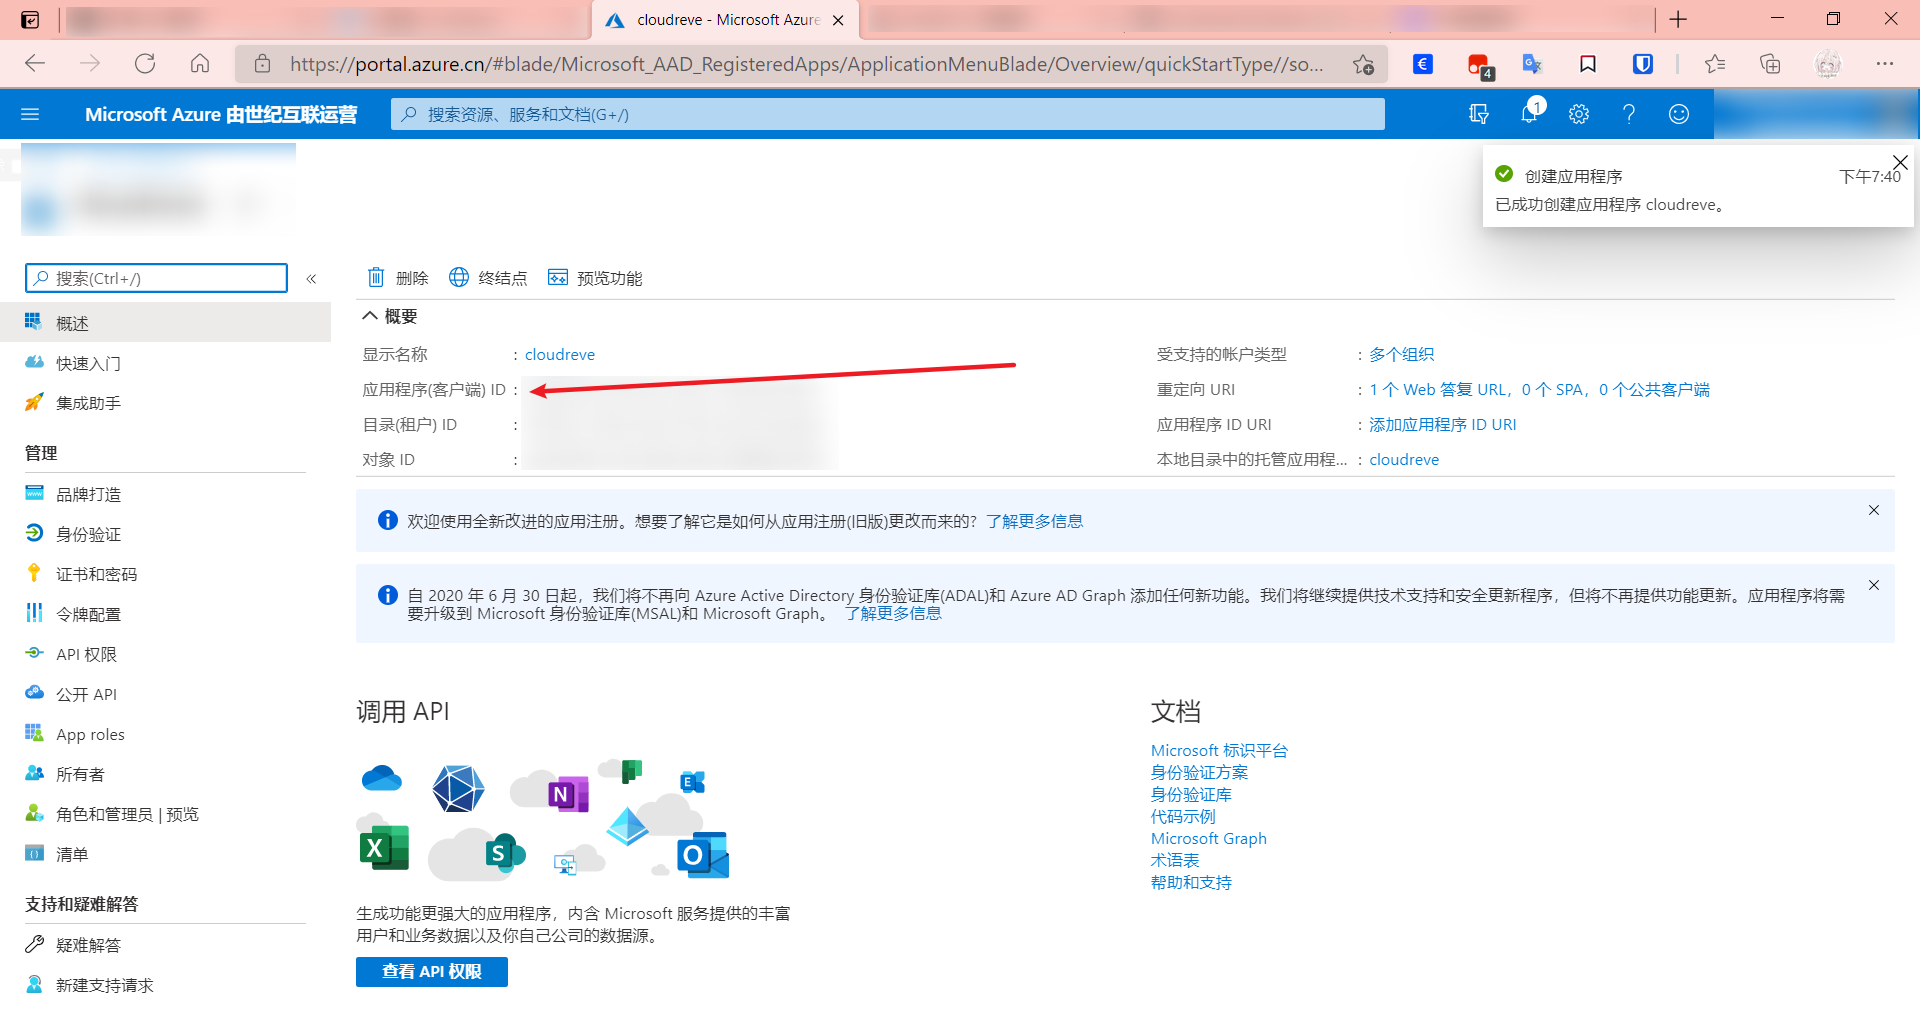 cloudreve - Microsoft Azure
https://portal.azure.cn/#blade/Microsoft_AAD_RegisteredApps/ApplicationMenuBlade/Overview/quickStartType//so...
4
Microsoft Azure 由世纪互联运营
搜索资源、服务和文档(G+/)
1
创建应用程序
下午7:40
已成功创建应用程序 cloudreve。
搜索(Ctrl+/)
«
删除
终结点
预览功能
概述
快速入门
集成助手
管理
品牌打造
身份验证
证书和密码
令牌配置
API 权限
公开 API
App roles
所有者
角色和管理员 | 预览
清单
支持和疑难解答
疑难解答
新建支持请求
概要
显示名称 : cloudreve
应用程序(客户端) ID :
目录(租户) ID :
对象 ID :
受支持的帐户类型 : 多个组织
重定向 URI : 1 个 Web 答复 URL，0 个 SPA，0 个公共客户端
应用程序 ID URI : 添加应用程序 ID URI
本地目录中的托管应用程... : cloudreve
欢迎使用全新改进的应用注册。想要了解它是如何从应用注册(旧版)更改而来的？ 了解更多信息
自 2020 年 6 月 30 日起，我们将不再向 Azure Active Directory 身份验证库(ADAL)和 Azure AD Graph 添加任何新功能。我们将继续提供技术支持和安全更新程序，但将不再提供功能更新。应用程序将需
要升级到 Microsoft 身份验证库(MSAL)和 Microsoft Graph。 了解更多信息
调用 API
N
E
X
S
O
生成功能更强大的应用程序，内含 Microsoft 服务提供的丰富
用户和业务数据以及你自己公司的数据源。
查看 API 权限
文档
Microsoft 标识平台
身份验证方案
身份验证库
代码示例
Microsoft Graph
术语表
帮助和支持